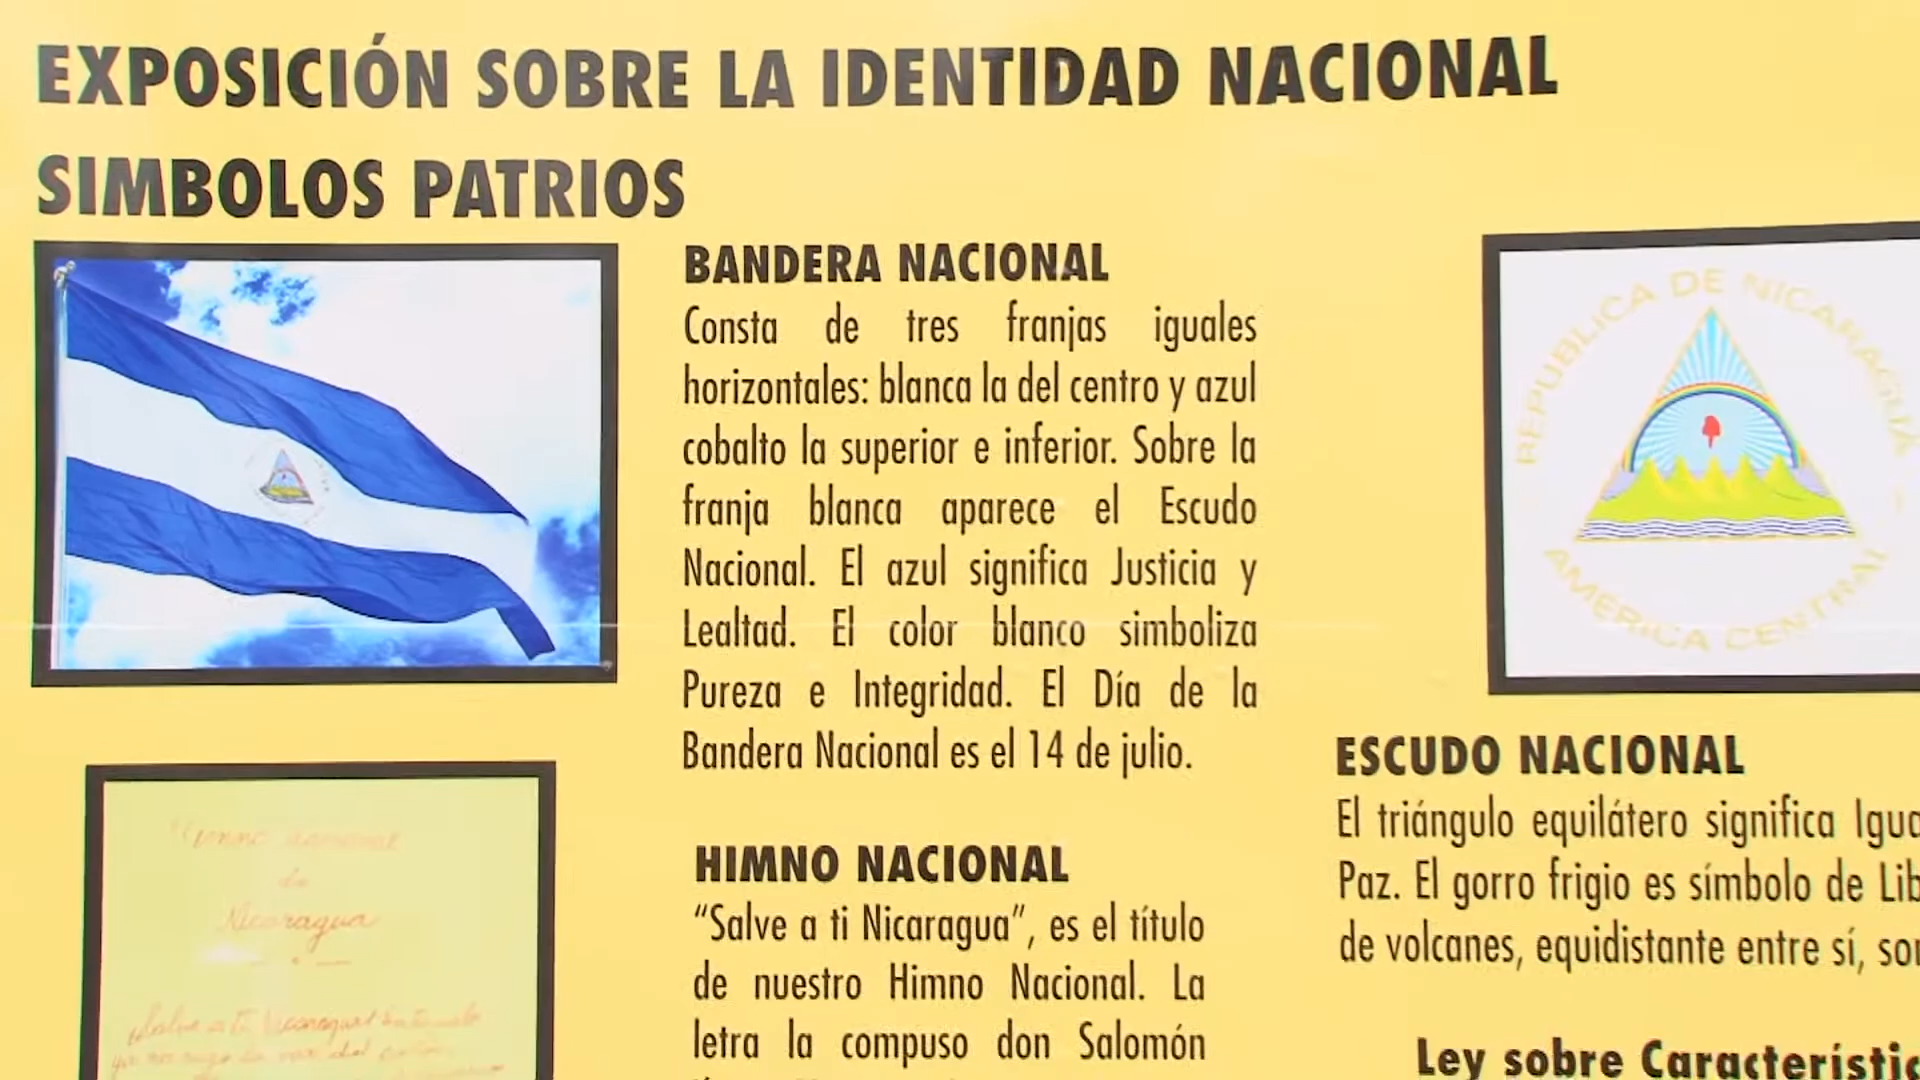 EXPOSICIÓN SOBRE LA IDENTIDAD NACIONAL
SIMBOLOS PATRIOS
BANDERA NACIONAL
Consta de tres franjas iguales
horizontales: blanca la del centro y azul
cobalto la superior e inferior. Sobre la
franja blanca aparece el Escudo
Nacional. El azul significa Justicia y
Lealtad. El color blanco simboliza
Pureza e Integridad. El Día de la
Bandera Nacional es el 14 de julio.
HIMNO NACIONAL
“Salve a ti Nicaragua”, es el título
de nuestro Himno Nacional. La
letra la compuso don Salomón
Himno nacional
de
Nicaragua
REPUBLICA DE NICARAGUA
AMERICA CENTRAL
ESCUDO NACIONAL
El triángulo equilátero significa
Paz. El gorro frigio es símbolo de
de volcanes, equidistante entre sí,
Ley sobre